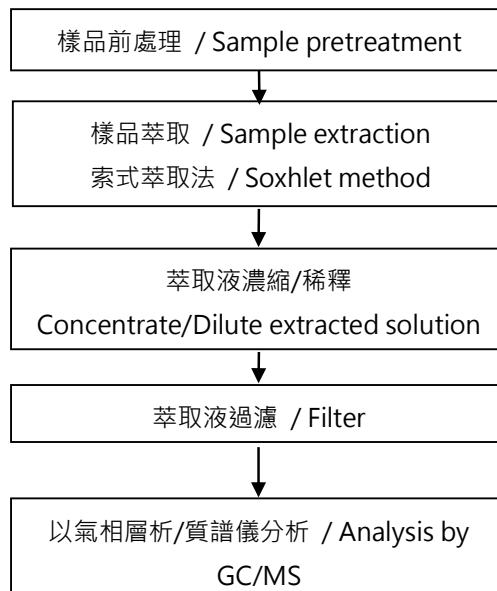 樣品前處理 / Sample pretreatment
樣品萃取 / Sample extraction
索式萃取法 / Soxhlet method
萃取液濃縮/稀釋
Concentrate/Dilute extracted solution
萃取液過濾 / Filter
以氣相層析/質譜儀分析 / Analysis by
GC/MS